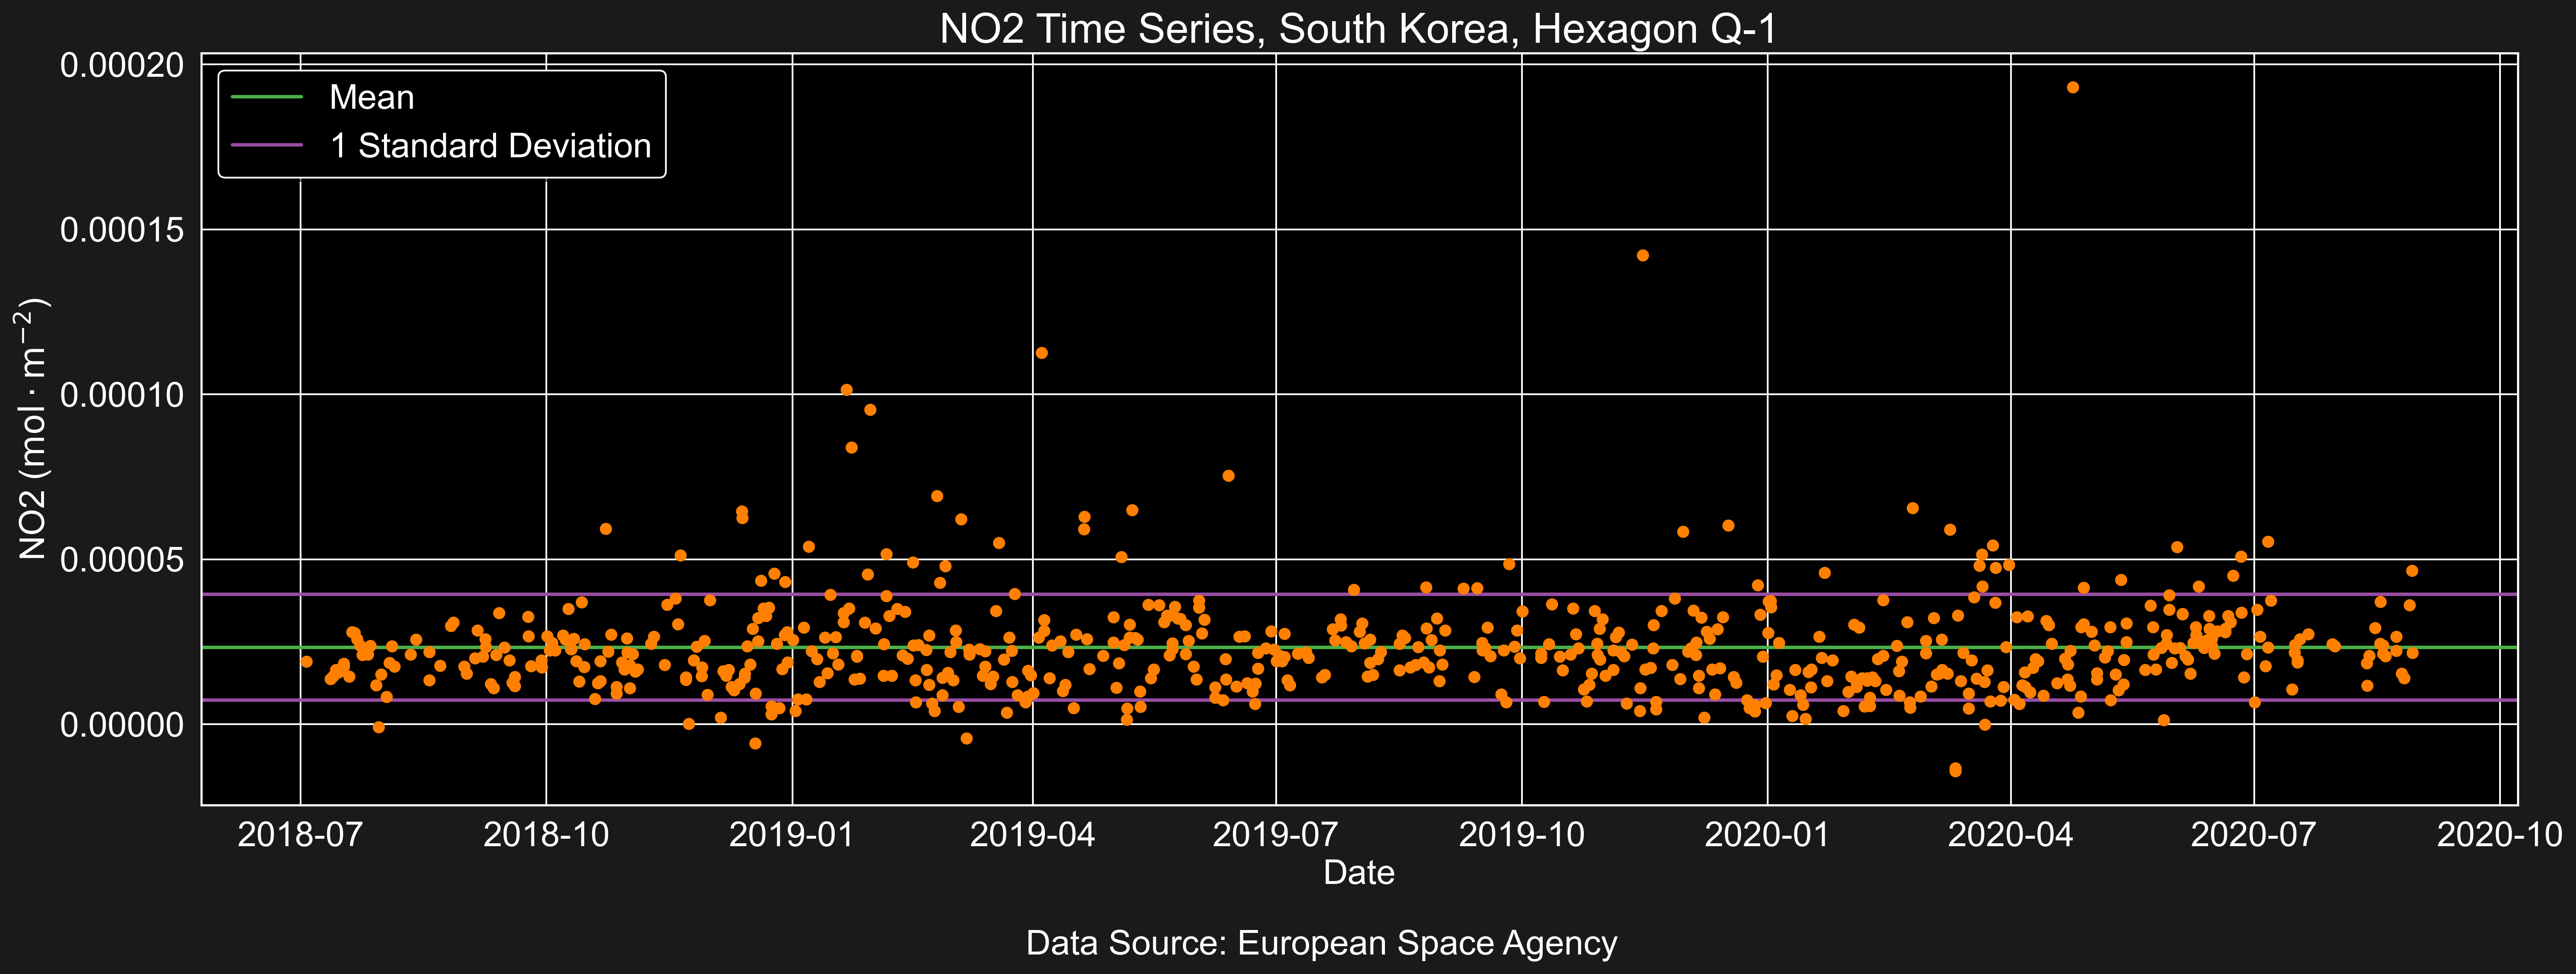 NO2 Time Series, South Korea, Hexagon Q-1
Mean
1 Standard Deviation
0.00020
0.00015
0.00010
0.00005
0.00000
NO2 (mol · m⁻²)
2018-07 2018-10 2019-01 2019-04 2019-07 2019-10 2020-01 2020-04 2020-07 2020-10
Date
Data Source: European Space Agency